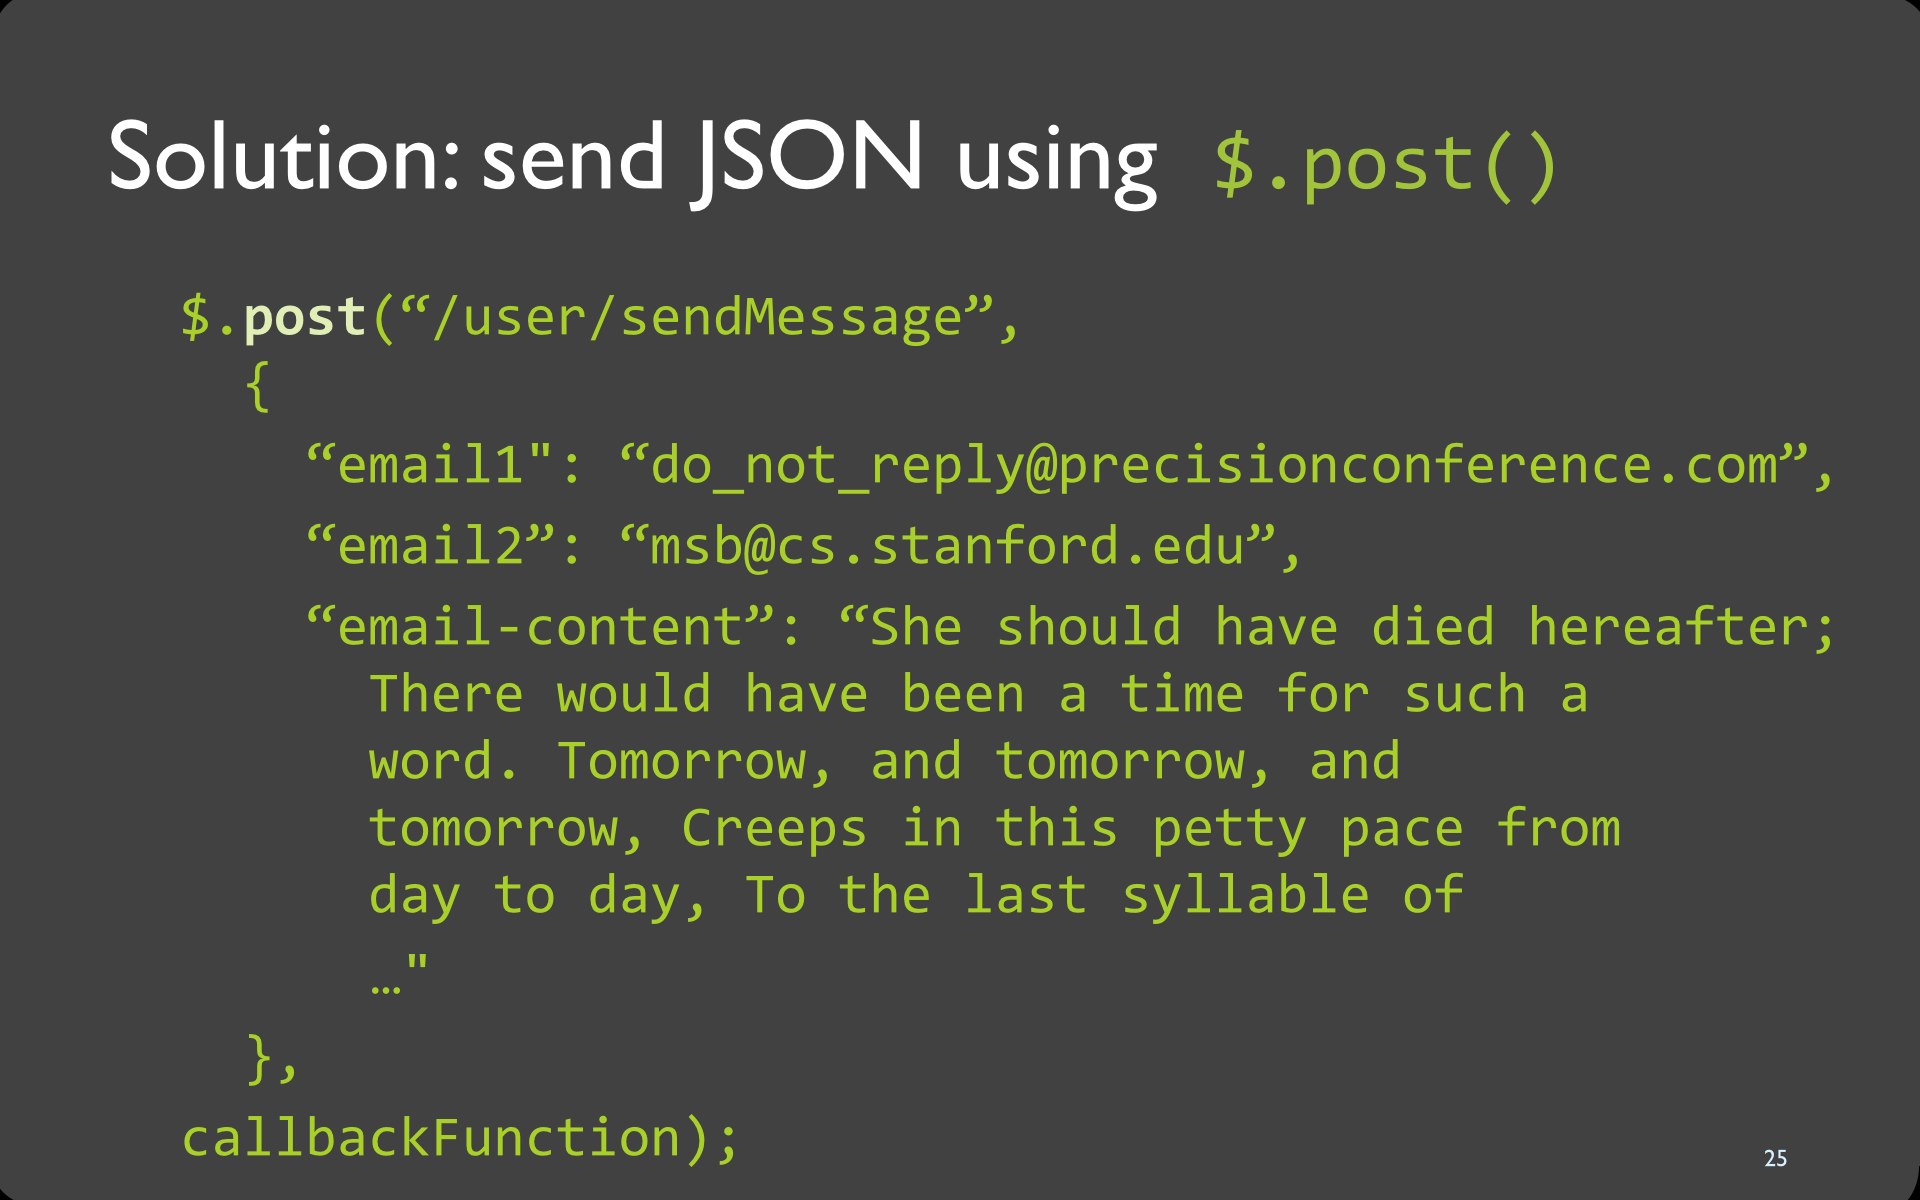 Solution: send JSON using $.post()
$.post(“/user/sendMessage”,
{
“email1": “do_not_reply@precisionconference.com”,
“email2”: “msb@cs.stanford.edu”,
“email-content”: “She should have died hereafter;
There would have been a time for such a
word. Tomorrow, and tomorrow, and
tomorrow, Creeps in this petty pace from
day to day, To the last syllable of
…"
},
callbackFunction);
25